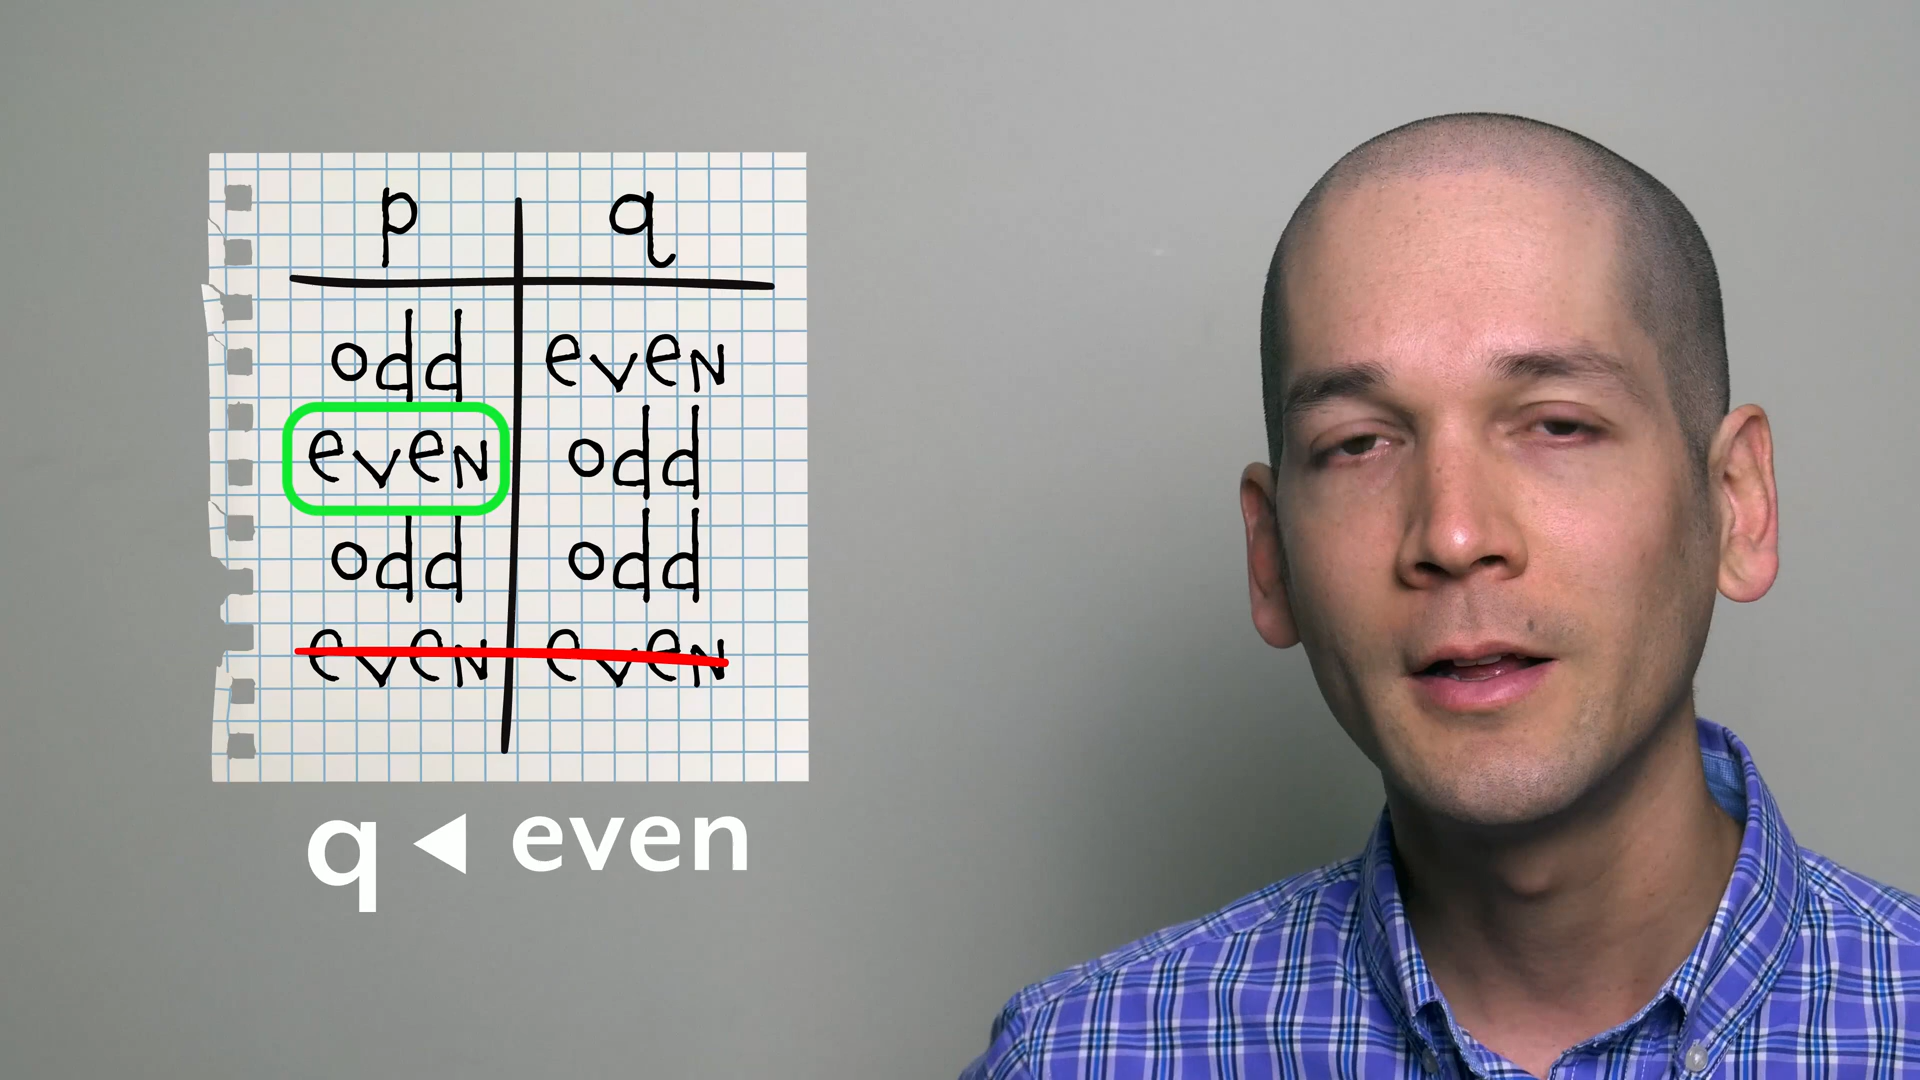 p q
odd even
even odd
odd odd
even even
q ◀ even